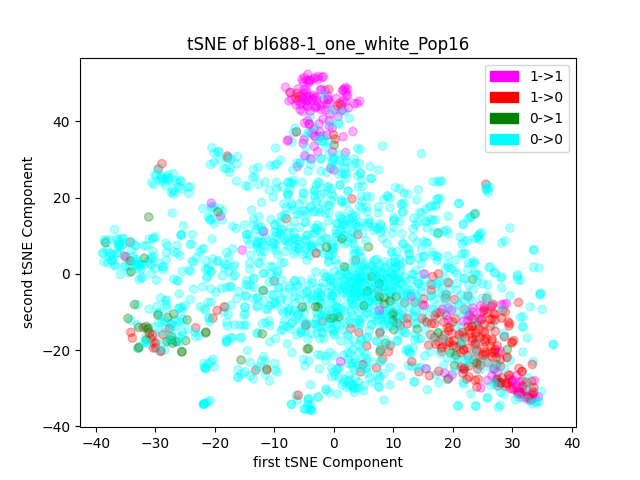 tSNE of bl688-1_one_white_Pop16
1->1
1->0
0->1
0->0
second tSNE Component
40
20
0
−20
−40
−40 −30 −20 −10 0 10 20 30 40
first tSNE Component